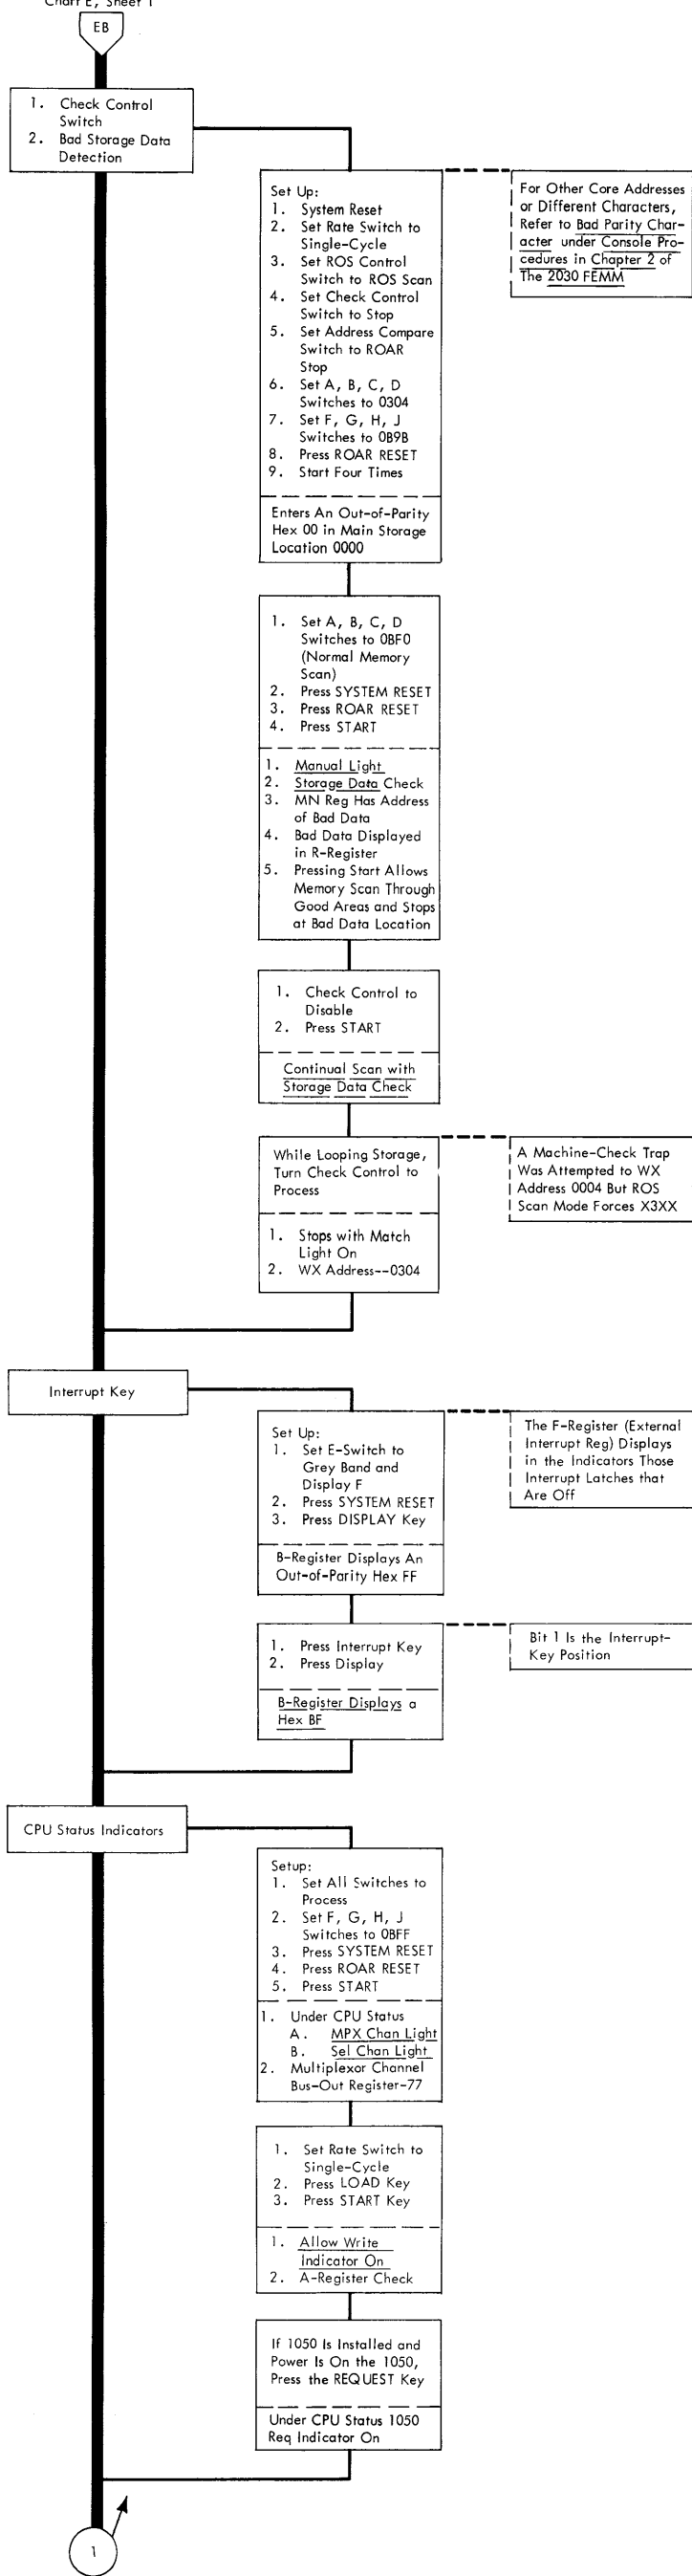 Chart E, Sheet 1
EB
1. Check Control
Switch
2. Bad Storage Data
Detection
Set Up:
1. System Reset
2. Set Rate Switch to
Single-Cycle
3. Set ROS Control
Switch to ROS Scan
4. Set Check Control
Switch to Stop
5. Set Address Compare
Switch to ROAR
Stop
6. Set A, B, C, D
Switches to 0304
7. Set F, G, H, J
Switches to 0B9B
8. Press ROAR RESET
9. Start Four Times
Enters An Out-of-Parity
Hex 00 in Main Storage
Location 0000
For Other Core Addresses
or Different Characters,
Refer to Bad Parity Char-
acter under Console Pro-
cedures in Chapter 2 of
The 2030 FEMM
1. Set A, B, C, D
Switches to 0BF0
(Normal Memory
Scan)
2. Press SYSTEM RESET
3. Press ROAR RESET
4. Press START
1. Manual Light
2. Storage Data Check
3. MN Reg Has Address
of Bad Data
4. Bad Data Displayed
in R-Register
5. Pressing Start Allows
Memory Scan Through
Good Areas and Stops
at Bad Data Location
1. Check Control to
Disable
2. Press START
Continual Scan with
Storage Data Check
While Looping Storage,
Turn Check Control to
Process
1. Stops with Match
Light On
2. WX Address--0304
A Machine-Check Trap
Was Attempted to WX
Address 0004 But ROS
Scan Mode Forces X3XX
Interrupt Key
Set Up:
1. Set E-Switch to
Grey Band and
Display F
2. Press SYSTEM RESET
3. Press DISPLAY Key
B-Register Displays An
Out-of-Parity Hex FF
The F-Register (External
Interrupt Reg) Displays
in the Indicators Those
Interrupt Latches that
Are Off
1. Press Interrupt Key
2. Press Display
B-Register Displays a
Hex BF
Bit 1 Is the Interrupt-
Key Position
CPU Status Indicators
Setup:
1. Set All Switches to
Process
2. Set F, G, H, J
Switches to 0BFF
3. Press SYSTEM RESET
4. Press ROAR RESET
5. Press START
1. Under CPU Status
A. MPX Chan Light
B. Sel Chan Light
2. Multiplexor Channel
Bus-Out Register-77
1. Set Rate Switch to
Single-Cycle
2. Press LOAD Key
3. Press START Key
1. Allow Write
Indicator On
2. A-Register Check
If 1050 Is Installed and
Power Is On the 1050,
Press the REQUEST Key
Under CPU Status 1050
Req Indicator On
1